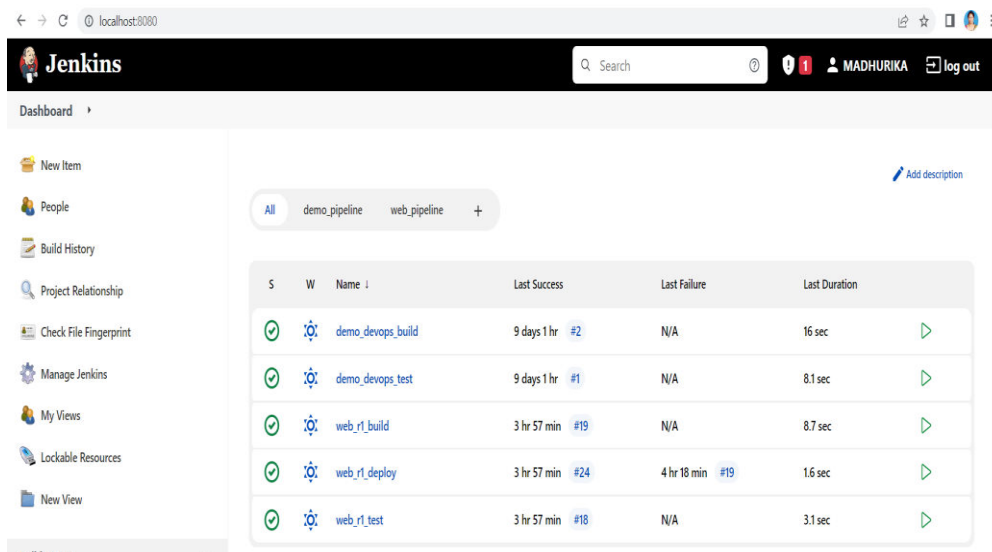 localhost:8080
Jenkins
Search
1
MADHURIKA
log out
Dashboard
New Item
People
Build History
Project Relationship
Check File Fingerprint
Manage Jenkins
My Views
Lockable Resources
New View
Add description
All demo_pipeline web_pipeline +
S W Name ↓ Last Success Last Failure Last Duration
demo_devops_build 9 days 1 hr #2 N/A 16 sec
demo_devops_test 9 days 1 hr #1 N/A 8.1 sec
web_r1_build 3 hr 57 min #19 N/A 8.7 sec
web_r1_deploy 3 hr 57 min #24 4 hr 18 min #19 1.6 sec
web_r1_test 3 hr 57 min #18 N/A 3.1 sec